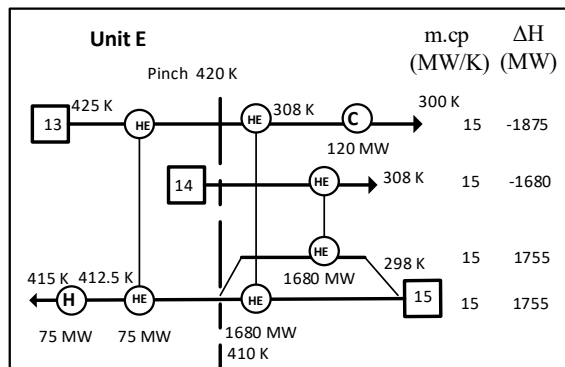 Unit E
m.cp
(MW/K)
ΔH
(MW)
Pinch 420 K
425 K
308 K
300 K
13
HE
HE
C
15
-1875
120 MW
14
HE
308 K
15
-1680
HE
298 K
15
1755
1680 MW
415 K
412.5 K
H
HE
HE
15
15
1755
75 MW
75 MW
1680 MW
410 K